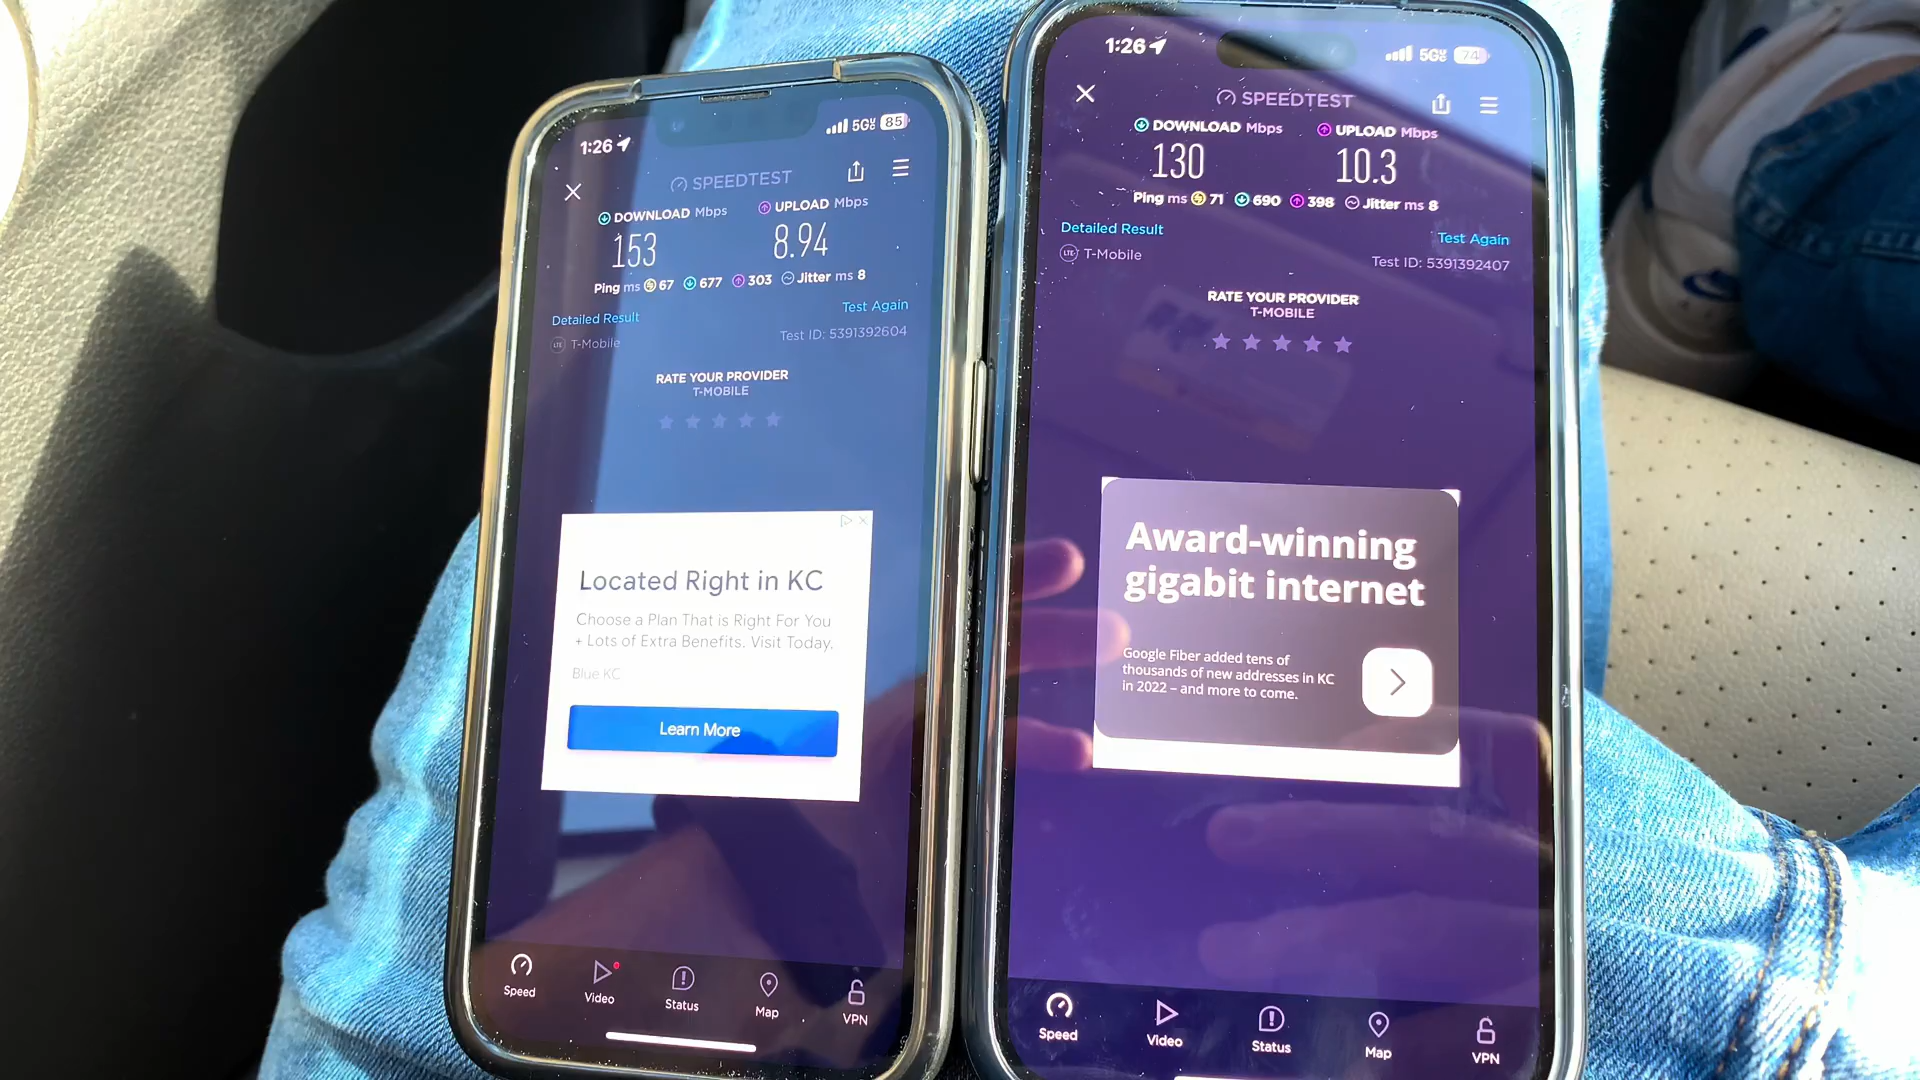 1:26
5G 85
SPEEDTEST
DOWNLOAD Mbps
UPLOAD Mbps
153
8.94
Ping ms 67 677 303 Jitter ms 8
Detailed Result
Test Again
LTE T-Mobile
Test ID: 5391392604
RATE YOUR PROVIDER
T-MOBILE
Located Right in KC
Choose a Plan That is Right For You
+ Lots of Extra Benefits. Visit Today.
Blue KC
Learn More
Speed
Video
Status
Map
VPN
1:26
5G 74
SPEEDTEST
DOWNLOAD Mbps
UPLOAD Mbps
130
10.3
Ping ms 71 690 398 Jitter ms 8
Detailed Result
Test Again
LTE T-Mobile
Test ID: 5391392407
RATE YOUR PROVIDER
T-MOBILE
Award-winning
gigabit internet
Google Fiber added tens of
thousands of new addresses in KC
in 2022 – and more to come.
Speed
Video
Status
Map
VPN